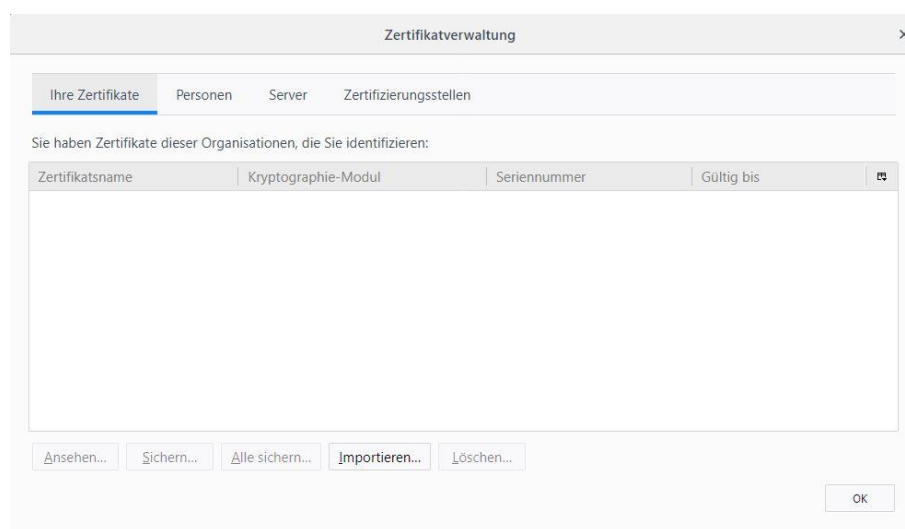 Zertifikatverwaltung
Ihre Zertifikate Personen Server Zertifizierungsstellen
Sie haben Zertifikate dieser Organisationen, die Sie identifizieren:
Zertifikatsname Kryptographie-Modul Seriennummer Gültig bis
Ansehen... Sichern... Alle sichern... Importieren... Löschen...
OK